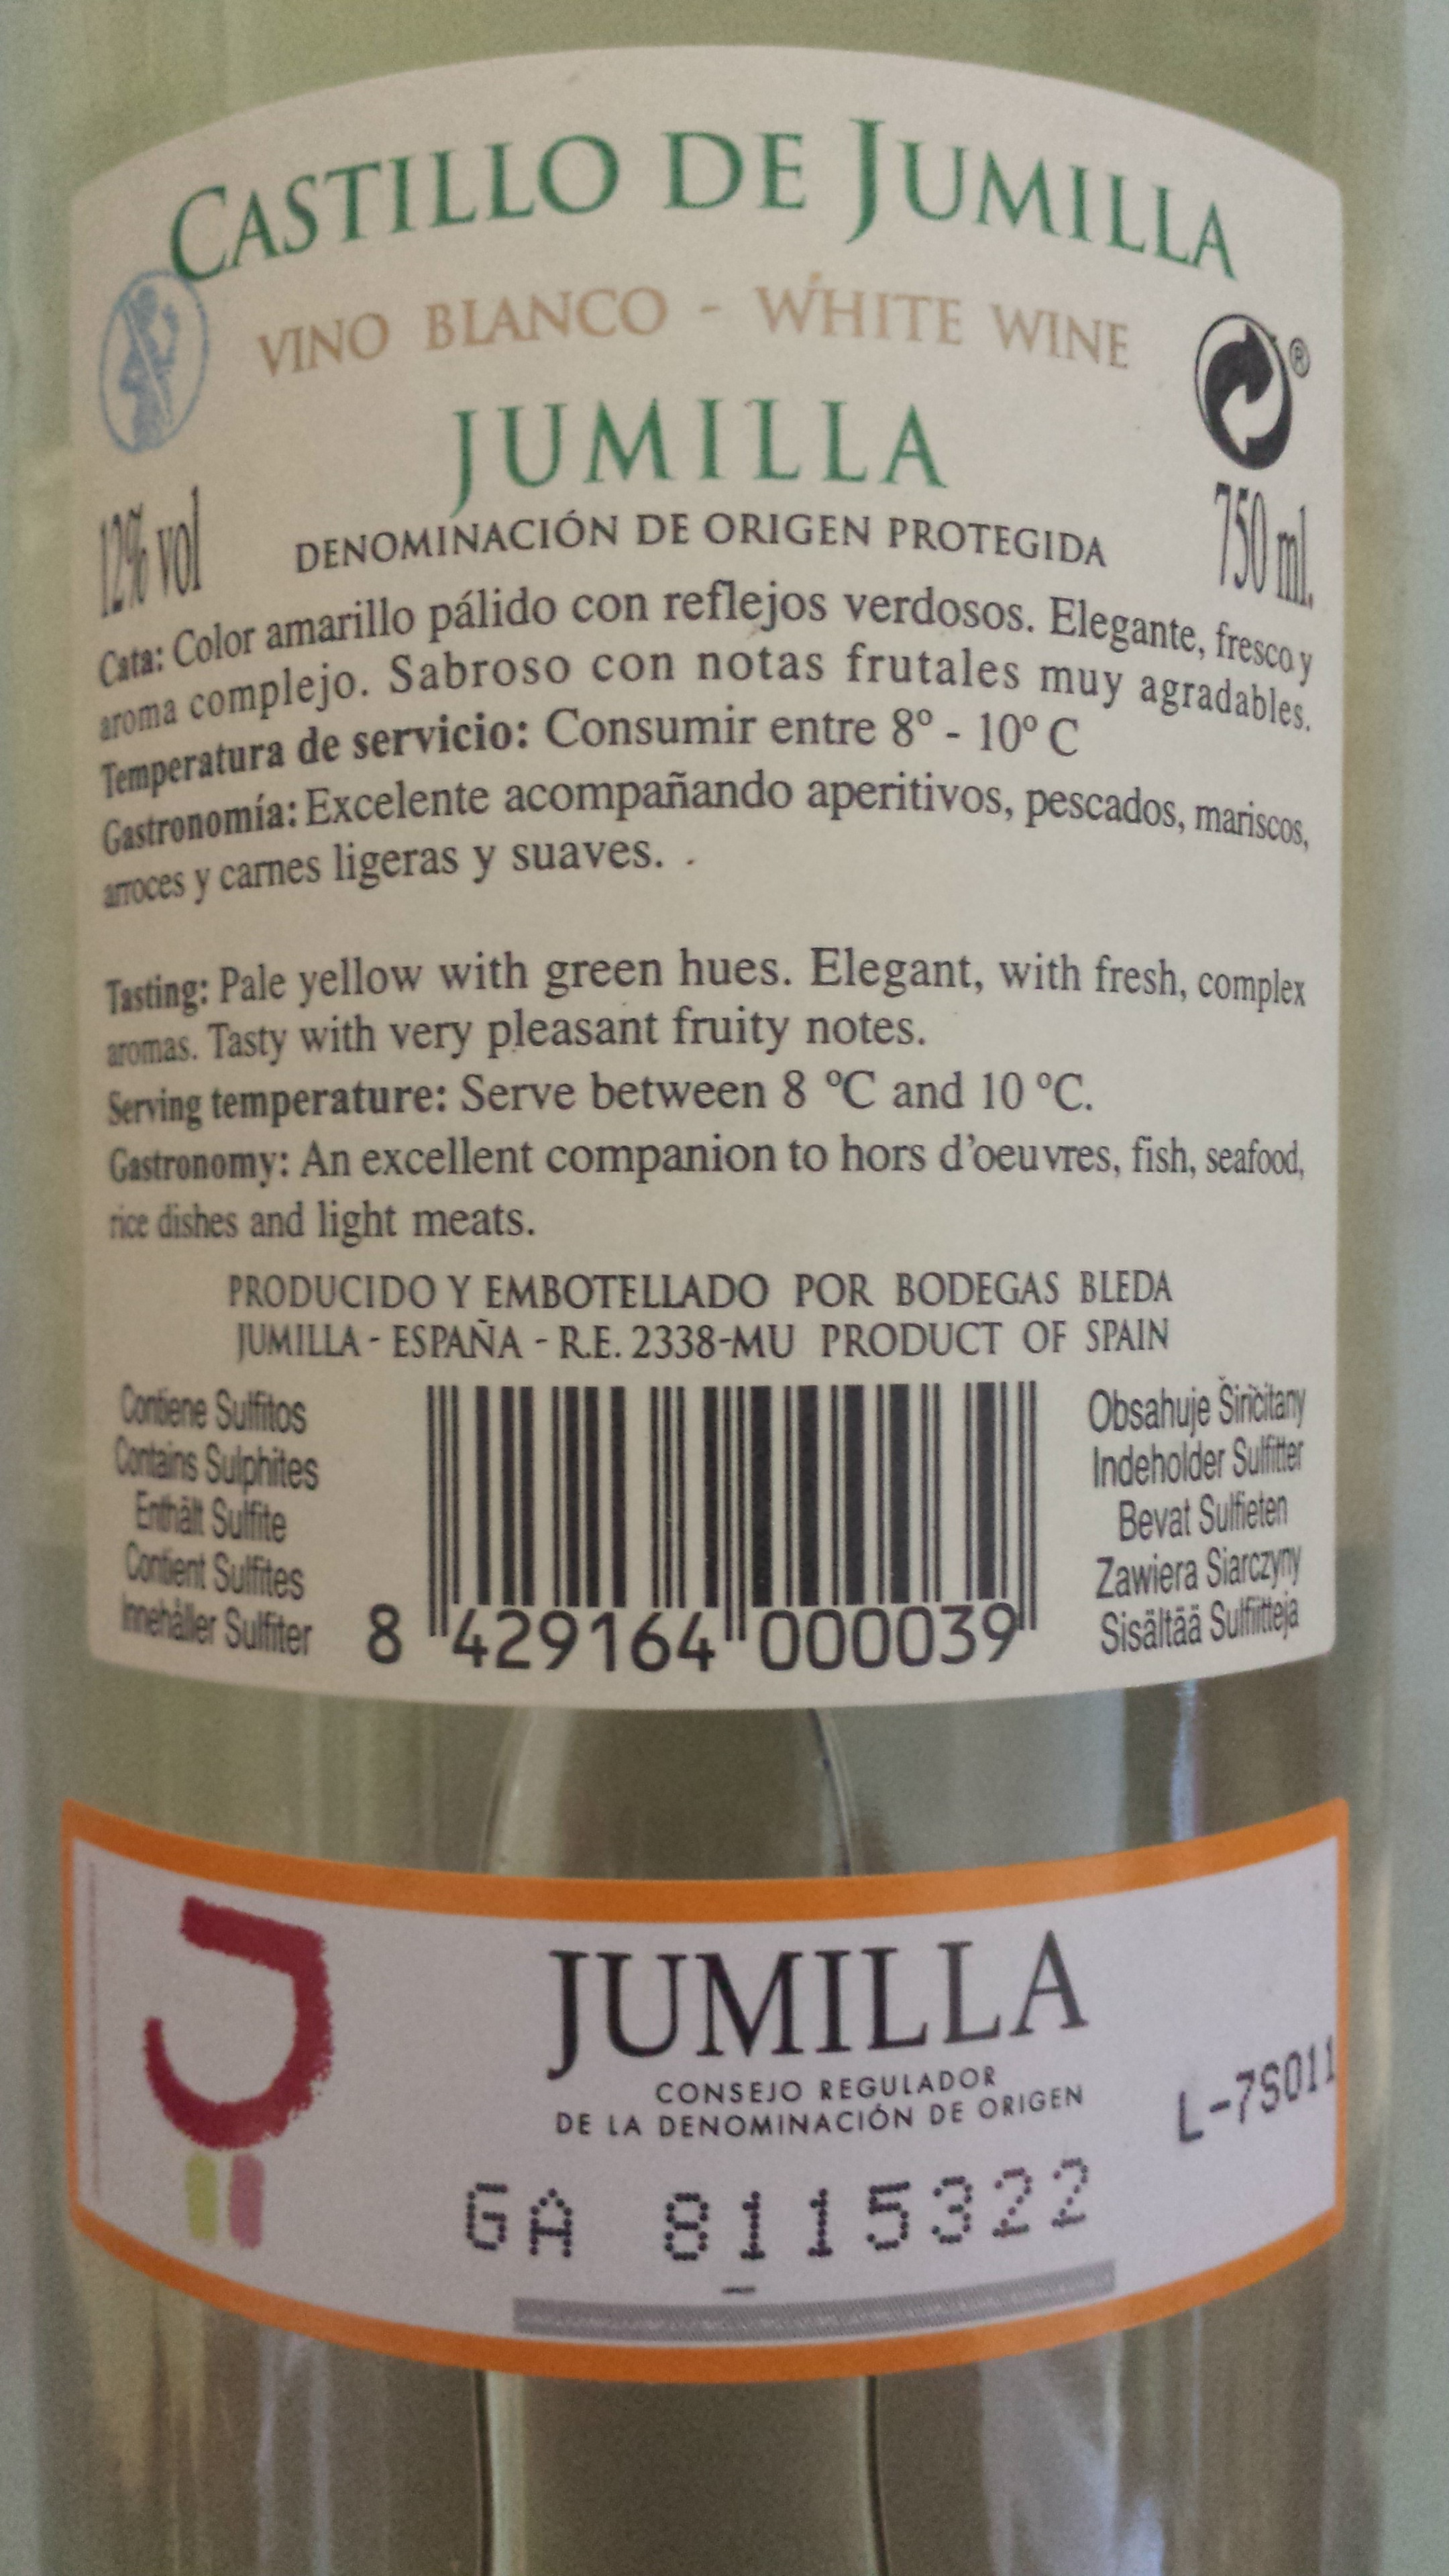 CASTILLO DE JUMILLA
VINO BLANCO - WHITE WINE
JUMILLA
DENOMINACIÓN DE ORIGEN PROTEGIDA
12% vol
750 ml.
®
Cata: Color amarillo pálido con reflejos verdosos. Elegante, fresco y
aroma complejo. Sabroso con notas frutales muy agradables.
Temperatura de servicio: Consumir entre 8º - 10º C
Gastronomía: Excelente acompañando aperitivos, pescados, mariscos,
arroces y carnes ligeras y suaves. .
Tasting: Pale yellow with green hues. Elegant, with fresh, complex
aromas. Tasty with very pleasant fruity notes.
Serving temperature: Serve between 8 ºC and 10 ºC.
Gastronomy: An excellent companion to hors d'oeuvres, fish, seafood,
rice dishes and light meats.
PRODUCIDO Y EMBOTELLADO POR BODEGAS BLEDA
JUMILLA - ESPAÑA - R.E. 2338-MU PRODUCT OF SPAIN
Contiene Sulfitos
Contains Sulphites
Enthält Sulfite
Contient Sulfites
Innehåller Sulfiter
8 429164 000039
Obsahuje Širičitany
Indeholder Sulfitter
Bevat Sulfieten
Zawiera Siarczyny
Sisältää Sulfiitteja
JUMILLA
CONSEJO REGULADOR
DE LA DENOMINACIÓN DE ORIGEN
L-7S011
GA 8115322